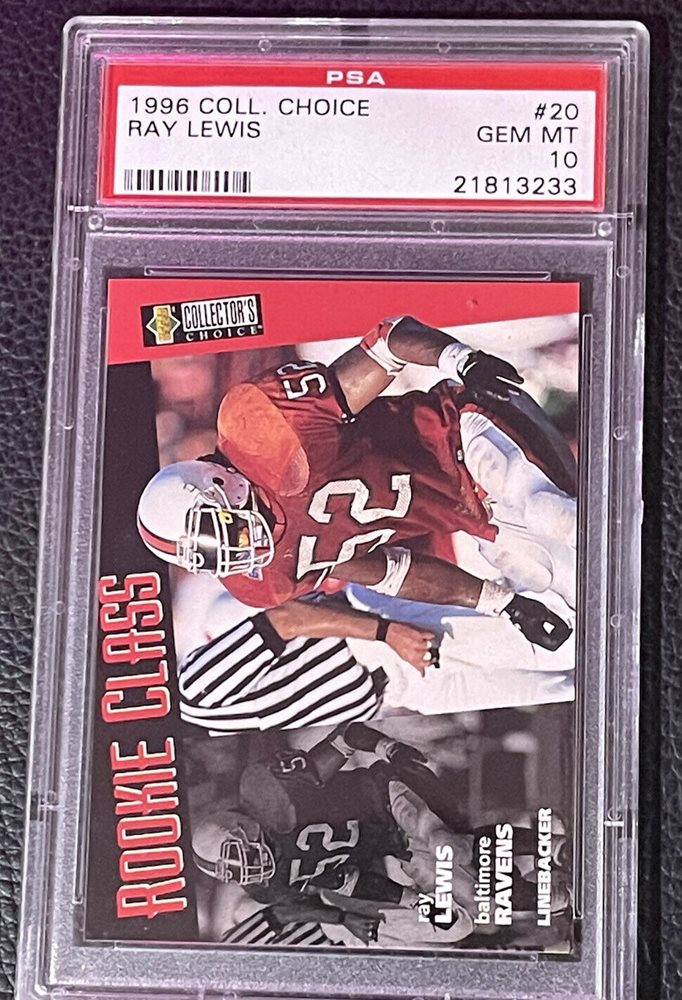 PSA
1996 COLL. CHOICE #20
RAY LEWIS GEM MT
10
21813233
COLLECTOR'S
CHOICE
ROOKIE CLASS
52
52
52
52
ray
LEWIS
baltimore
RAVENS
LINEBACKER